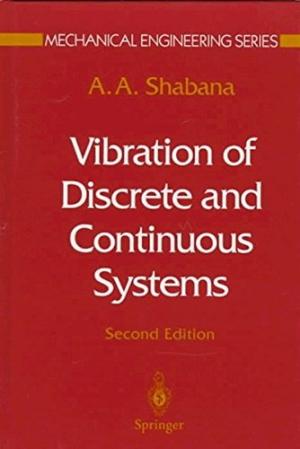 MECHANICAL ENGINEERING SERIES
A.A. Shabana
Vibration of
Discrete and
Continuous
Systems
Second Edition
Springer